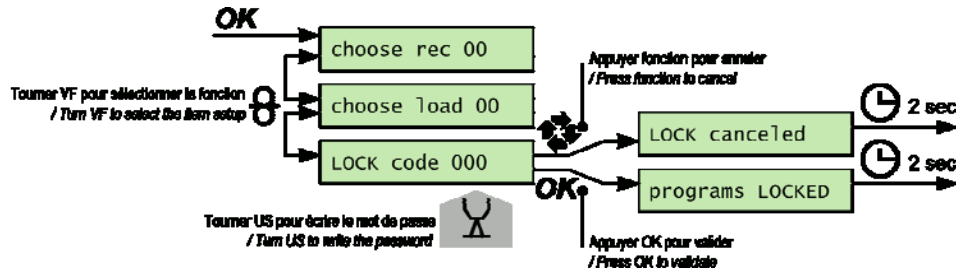 OK
choose rec 00
Appuyer fonction pour annuler
/ Press function to cancel
Tourner VF pour sélectionner la fonction
/ Turn VF to select the item setup
choose load 00
2 sec
LOCK canceled
LOCK code 000
2 sec
OK
programs LOCKED
Tourner US pour écrire le mot de passe
/ Turn US to write the password
Appuyer OK pour valider
/ Press OK to validate